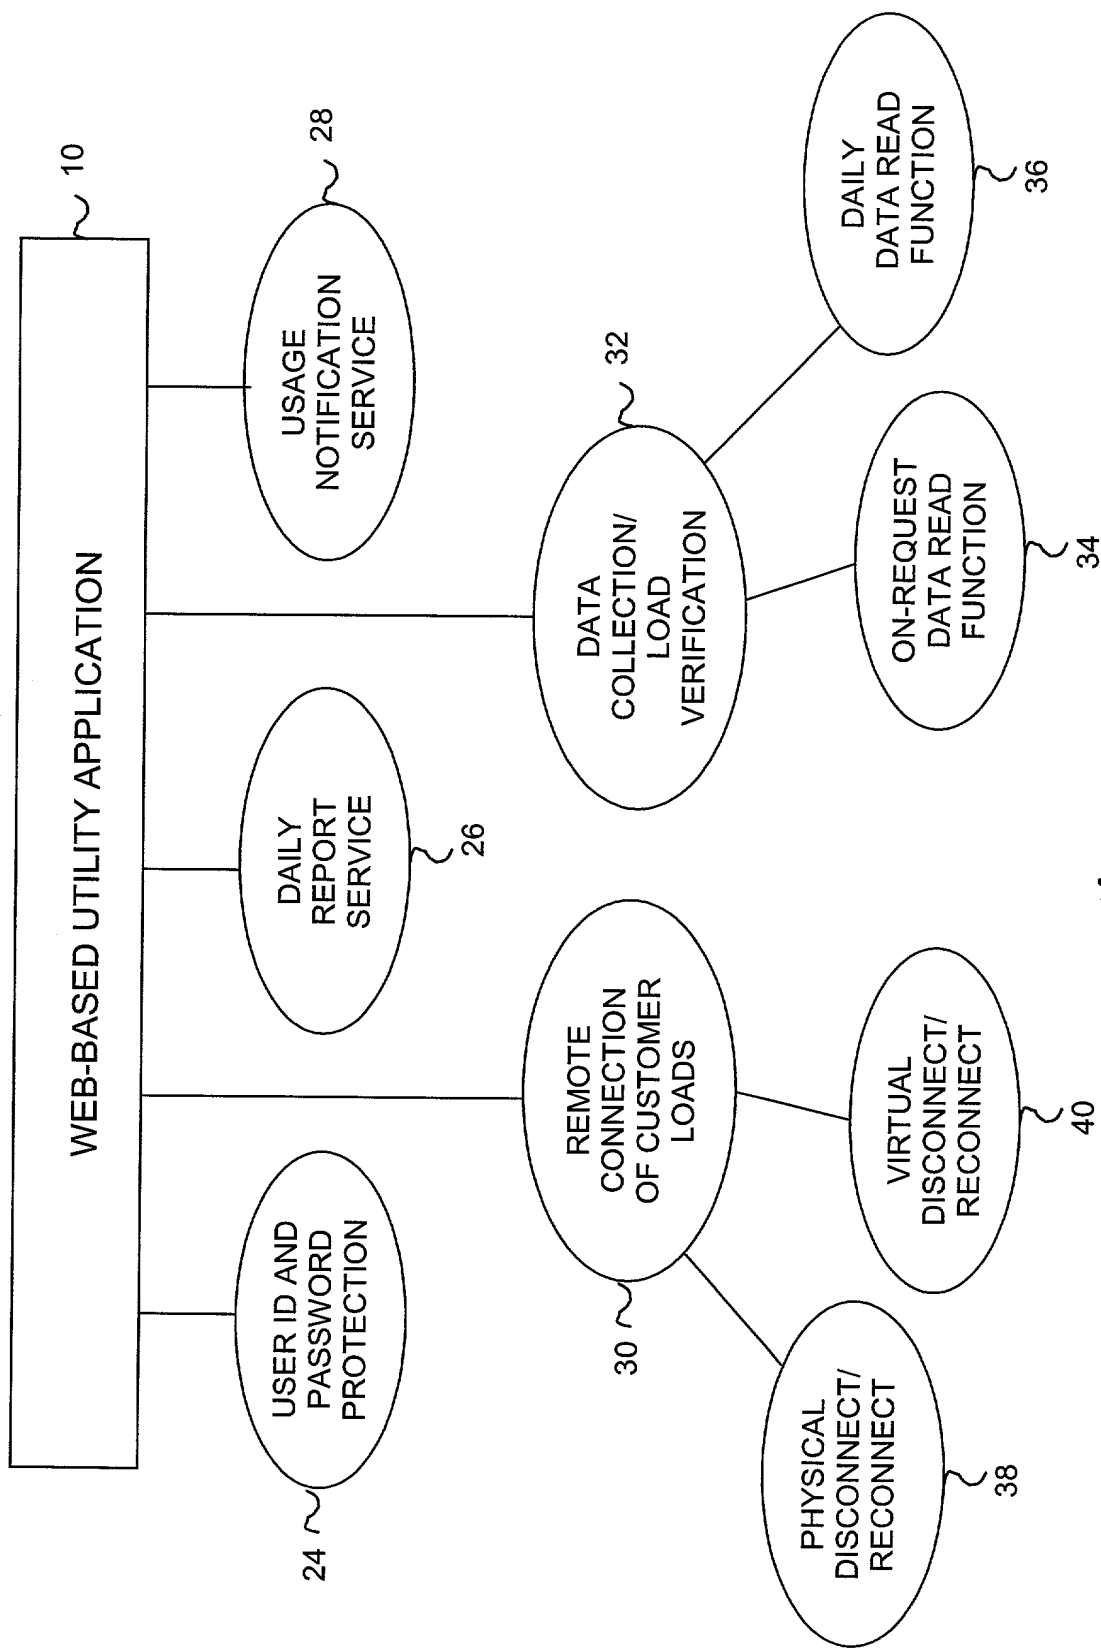 WEB-BASED UTILITY APPLICATION
10
USER ID AND
PASSWORD
PROTECTION
24
DAILY
REPORT
SERVICE
26
USAGE
NOTIFICATION
SERVICE
28
REMOTE
CONNECTION
OF CUSTOMER
LOADS
30
DATA
COLLECTION/
LOAD
VERIFICATION
32
PHYSICAL
DISCONNECT/
RECONNECT
38
VIRTUAL
DISCONNECT/
RECONNECT
40
ON-REQUEST
DATA READ
FUNCTION
34
DAILY
DATA READ
FUNCTION
36